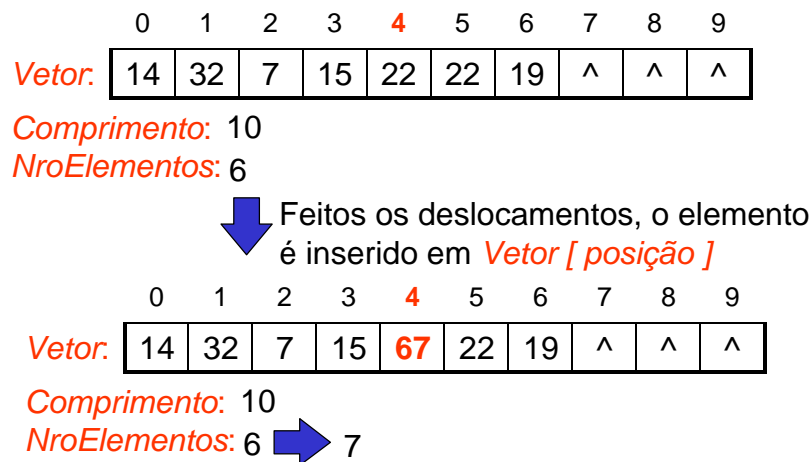 0 1 2 3 4 5 6 7 8 9
Vetor: 14 32 7 15 22 22 19 ^ ^ ^
Comprimento: 10
NroElementos: 6
Feitos os deslocamentos, o elemento
é inserido em Vetor [ posição ]
0 1 2 3 4 5 6 7 8 9
Vetor: 14 32 7 15 67 22 19 ^ ^ ^
Comprimento: 10
NroElementos: 6 7